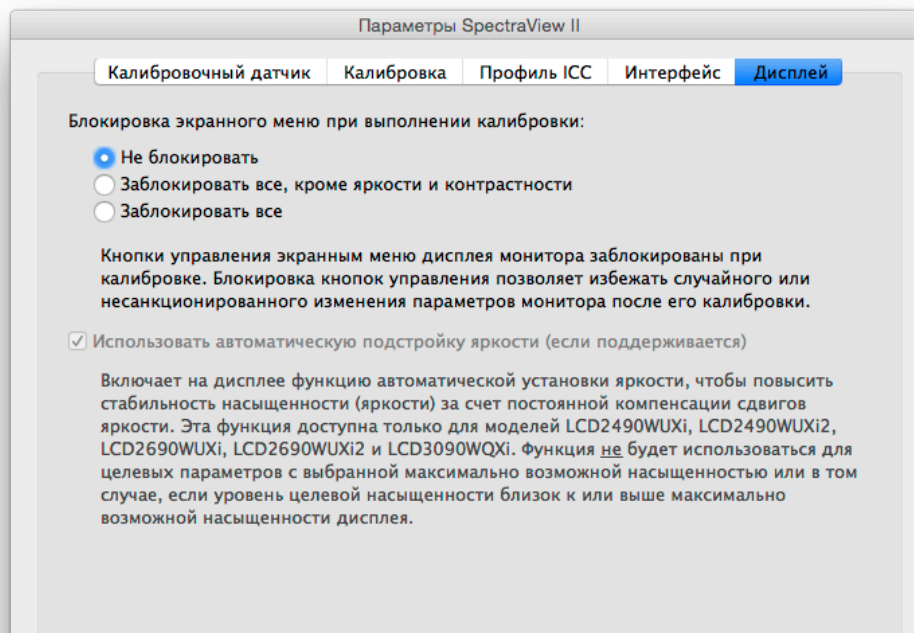 Параметры SpectraView II
Калибровочный датчик Калибровка Профиль ICC Интерфейс Дисплей
Блокировка экранного меню при выполнении калибровки:
Не блокировать
Заблокировать все, кроме яркости и контрастности
Заблокировать все
Кнопки управления экранным меню дисплея монитора заблокированы при
калибровке. Блокировка кнопок управления позволяет избежать случайного или
несанкционированного изменения параметров монитора после его калибровки.
Использовать автоматическую подстройку яркости (если поддерживается)
Включает на дисплее функцию автоматической установки яркости, чтобы повысить
стабильность насыщенности (яркости) за счет постоянной компенсации сдвигов
яркости. Эта функция доступна только для моделей LCD2490WUXi, LCD2490WUXi2,
LCD2690WUXi, LCD2690WUXi2 и LCD3090WQXi. Функция не будет использоваться для
целевых параметров с выбранной максимально возможной насыщенностью или в том
случае, если уровень целевой насыщенности близок к или выше максимально
возможной насыщенности дисплея.